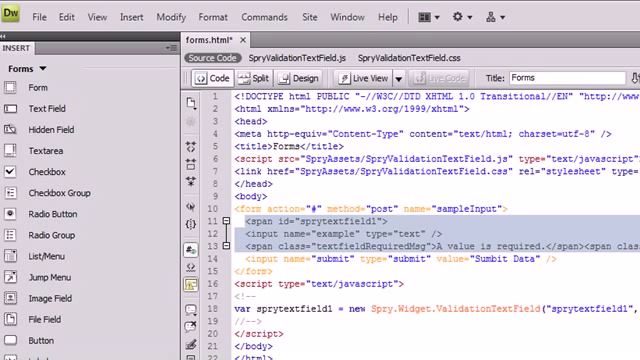 Dw File Edit View Insert Modify Format Commands Site Window Help
INSERT
Forms
Form
Text Field
Hidden Field
Textarea
Checkbox
Checkbox Group
Radio Button
Radio Group
List/Menu
Jump Menu
Image Field
File Field
Button
forms.html* ×
Source Code SpryValidationTextField.js SpryValidationTextField.css
Code Split Design Live View Live Code Title: Forms
1 <!DOCTYPE html PUBLIC "-//W3C//DTD XHTML 1.0 Transitional//EN" "http://www
2 <html xmlns="http://www.w3.org/1999/xhtml">
3 <head>
4 <meta http-equiv="Content-Type" content="text/html; charset=utf-8" />
5 <title>Forms</title>
6 <script src="SpryAssets/SpryValidationTextField.js" type="text/javascript"
7 <link href="SpryAssets/SpryValidationTextField.css" rel="stylesheet" type=
8 </head>
9 <body>
10 <form action="#" method="post" name="sampleInput">
11 <span id="sprytextfield1">
12 <input name="example" type="text" />
13 <span class="textfieldRequiredMsg">A value is required.</span><span clas
14 <input name="submit" type="submit" value="Sumbit Data" />
15 </form>
16 <script type="text/javascript">
17 <!--
18 var sprytextfield1 = new Spry.Widget.ValidationTextField("sprytextfield1",
19 //-->
20 </script>
21 </body>
22 </html>